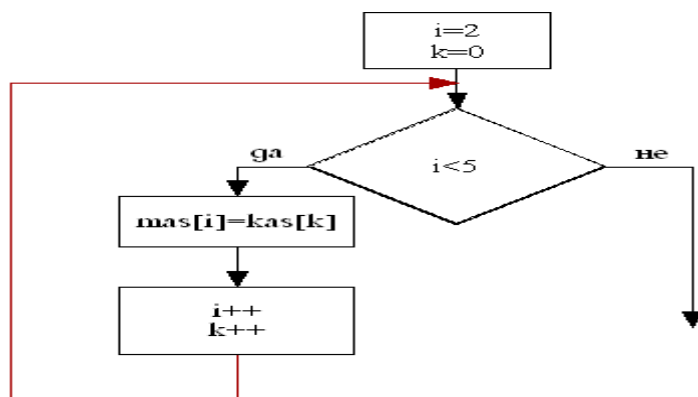 i=2
k=0
да
i<5
не
mas[i]=kas[k]
i++
k++